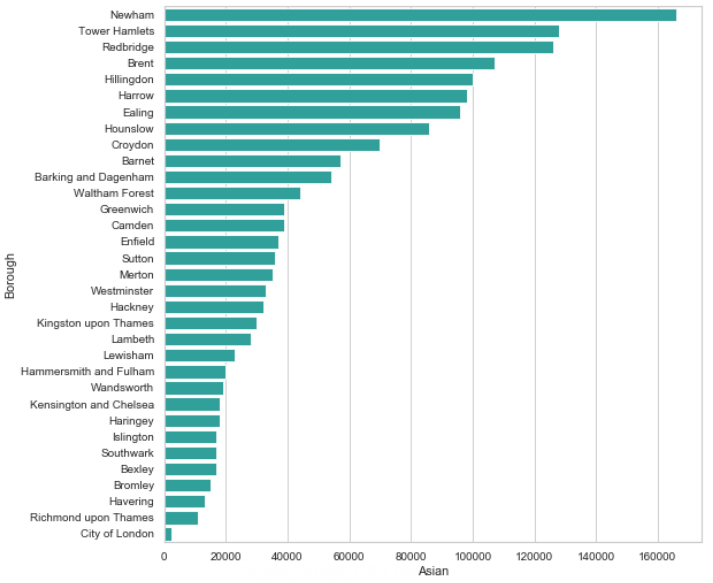 Newham
Tower Hamlets
Redbridge
Brent
Hillingdon
Harrow
Ealing
Hounslow
Croydon
Barnet
Barking and Dagenham
Waltham Forest
Greenwich
Camden
Enfield
Sutton
Merton
Westminster
Hackney
Kingston upon Thames
Lambeth
Lewisham
Hammersmith and Fulham
Wandsworth
Kensington and Chelsea
Haringey
Islington
Southwark
Bexley
Bromley
Havering
Richmond upon Thames
City of London
Borough
0 20000 40000 60000 80000 100000 120000 140000 160000
Asian